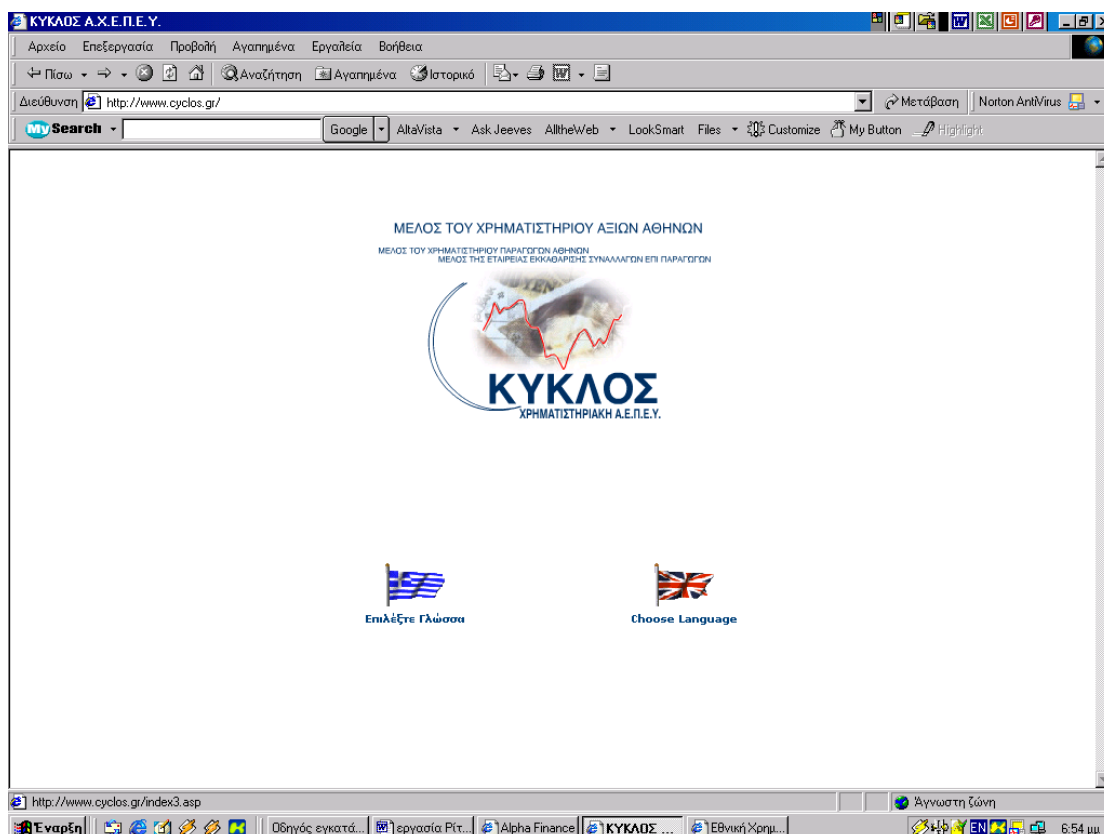 ΚΥΚΛΟΣ Α.Χ.Ε.Π.Ε.Υ.
Αρχείο Επεξεργασία Προβολή Αγαπημένα Εργαλεία Βοήθεια
Πίσω Αναζήτηση Αγαπημένα Ιστορικό
Διεύθυνση http://www.cyclos.gr/ Μετάβαση Norton AntiVirus
My Search Google AltaVista Ask Jeeves AlltheWeb LookSmart Files Customize My Button Highlight
ΜΕΛΟΣ ΤΟΥ ΧΡΗΜΑΤΙΣΤΗΡΙΟΥ ΑΞΙΩΝ ΑΘΗΝΩΝ
ΜΕΛΟΣ ΤΟΥ ΧΡΗΜΑΤΙΣΤΗΡΙΟΥ ΠΑΡΑΓΩΓΩΝ ΑΘΗΝΩΝ
ΜΕΛΟΣ ΤΗΣ ΕΤΑΙΡΕΙΑΣ ΕΚΚΑΘΑΡΙΣΗΣ ΣΥΝΑΛΛΑΓΩΝ ΕΠΙ ΠΑΡΑΓΩΓΩΝ
ΚΥΚΛΟΣ
ΧΡΗΜΑΤΙΣΤΗΡΙΑΚΗ Α.Ε.Π.Ε.Υ.
Επιλέξτε Γλώσσα Choose Language
http://www.cyclos.gr/index3.asp Άγνωστη ζώνη
Έναρξη Οδηγός εγκατά... εργασία Ρίτ... Alpha Finance ΚΥΚΛΟΣ ... Εθνική Χρημ... EN 6:54 μμ